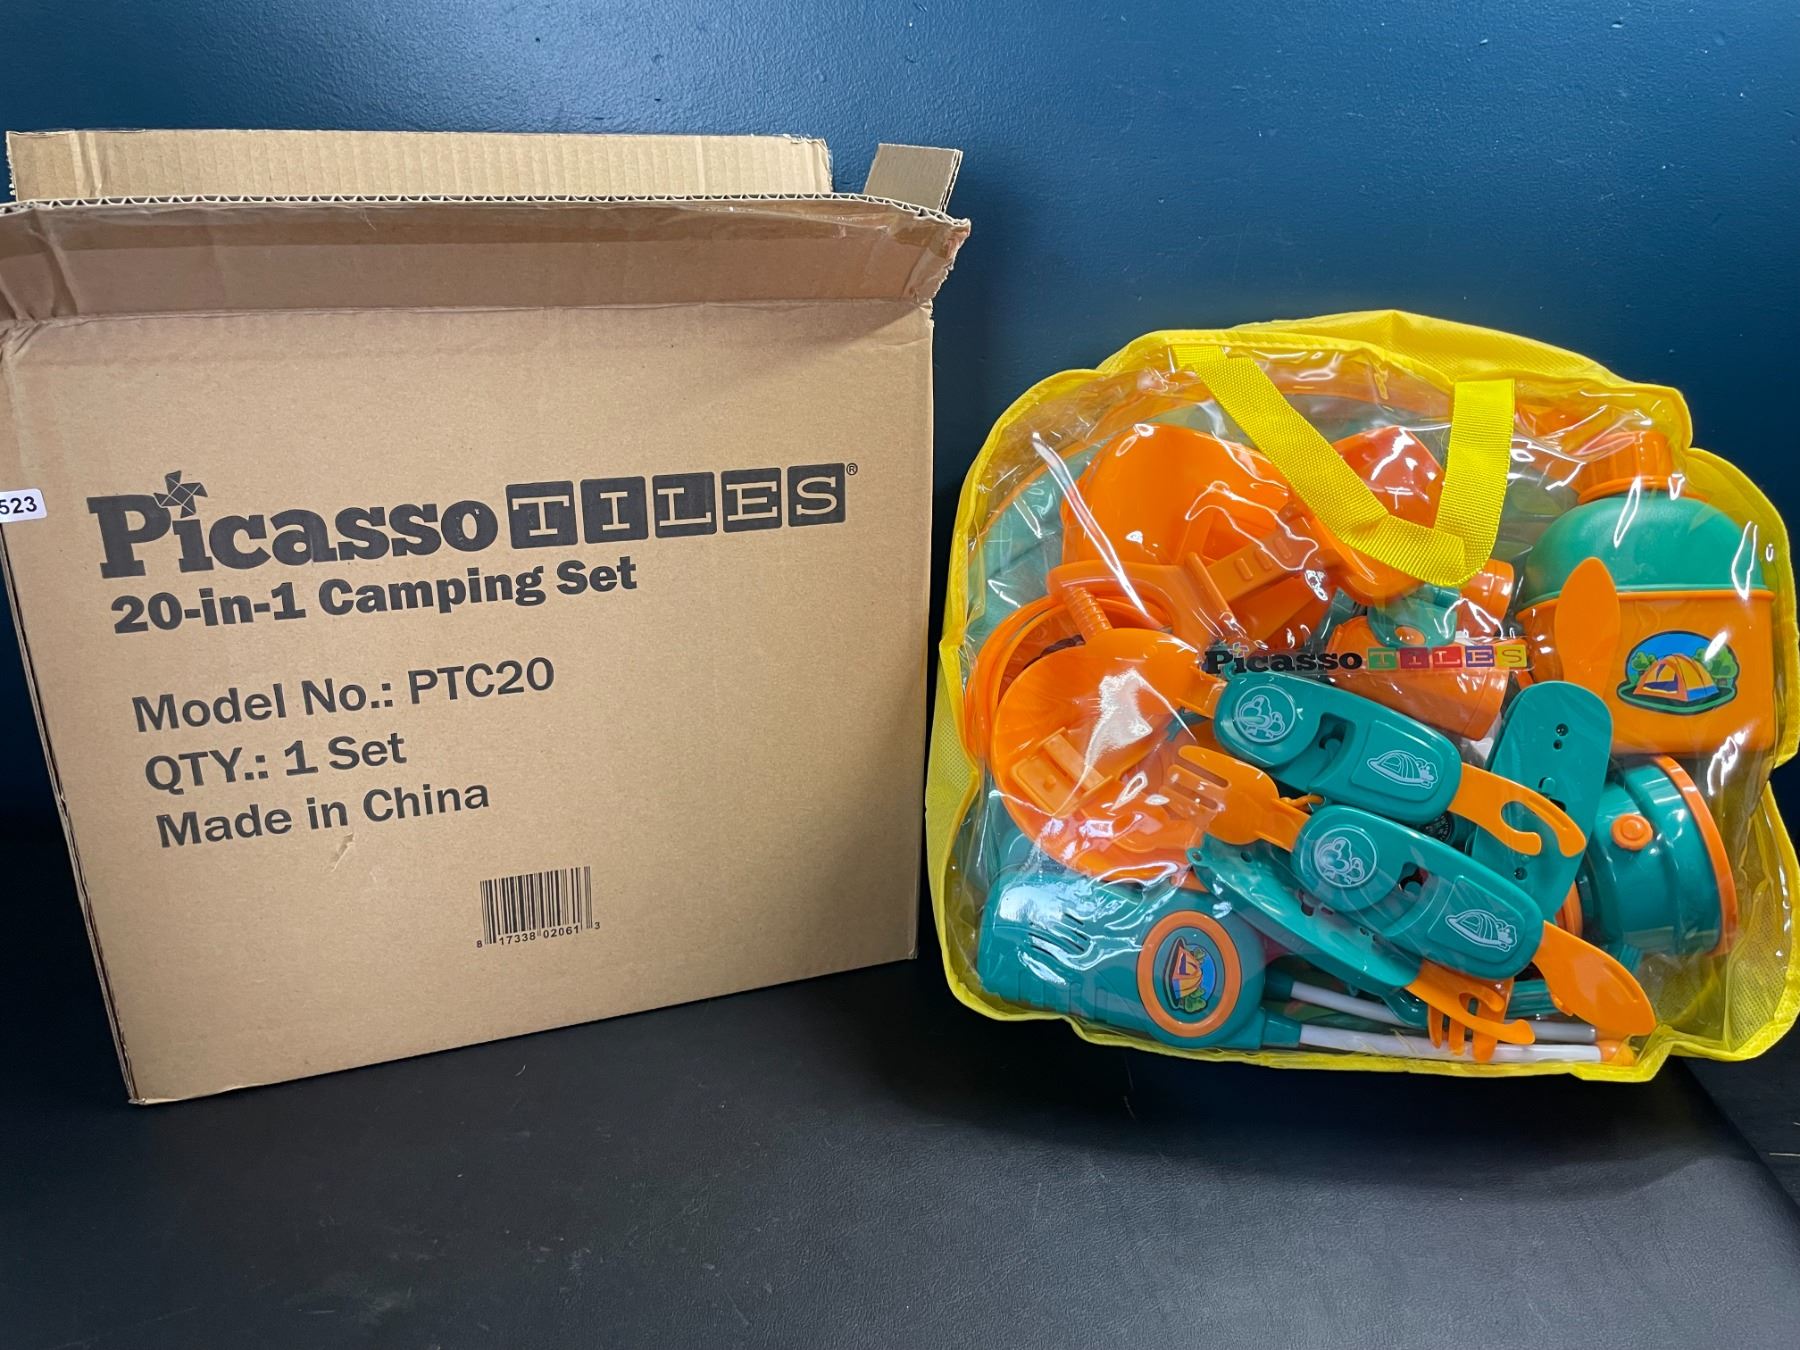 523
Picasso TILES®
20-in-1 Camping Set
Model No.: PTC20
QTY.: 1 Set
Made in China
8 17338 02061 3
Picasso TILES